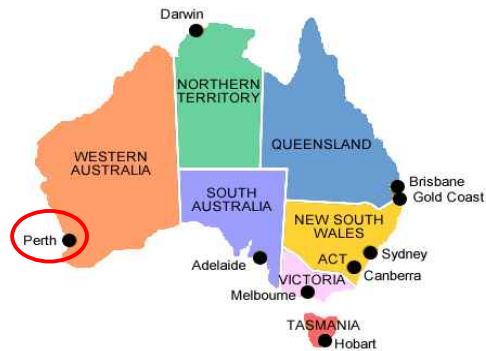 Darwin
NORTHERN
TERRITORY
QUEENSLAND
WESTERN
AUSTRALIA
SOUTH
AUSTRALIA
Brisbane
Gold Coast
NEW SOUTH
WALES
Perth
Adelaide
ACT
Sydney
Canberra
VICTORIA
Melbourne
TASMANIA
Hobart